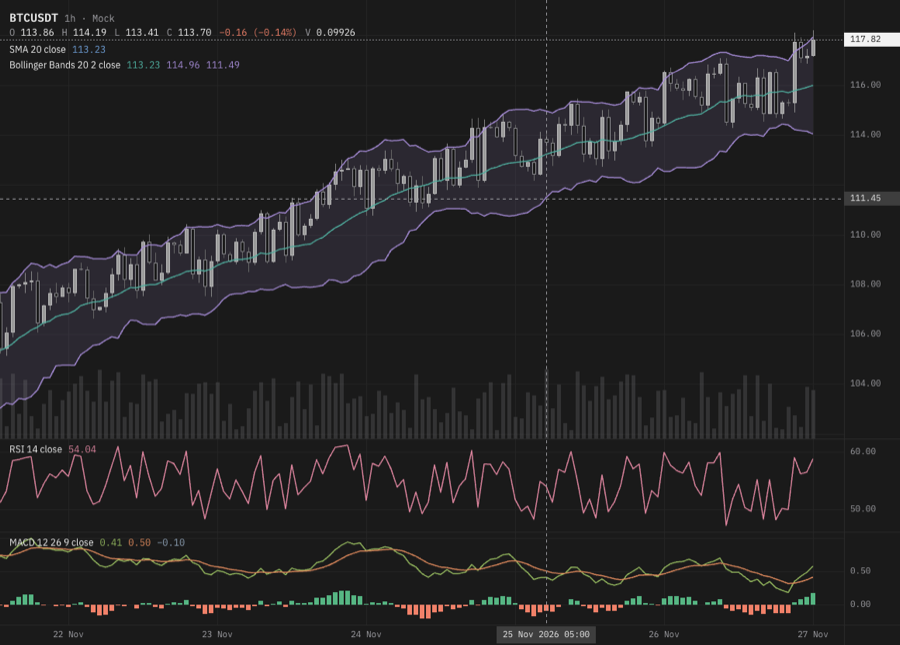 BTCUSDT 1h · Mock
O 113.86 H 114.19 L 113.41 C 113.70 −0.16 (−0.14%) V 0.09926
SMA 20 close 113.23
Bollinger Bands 20 2 close 113.23 114.96 111.49
117.82
116.00
114.00
111.45
110.00
108.00
106.00
104.00
RSI 14 close 54.04
60.00
50.00
MACD 12 26 9 close 0.41 0.50 −0.10
0.50
0.00
22 Nov 23 Nov 24 Nov 25 Nov 2026 05:00 26 Nov 27 Nov